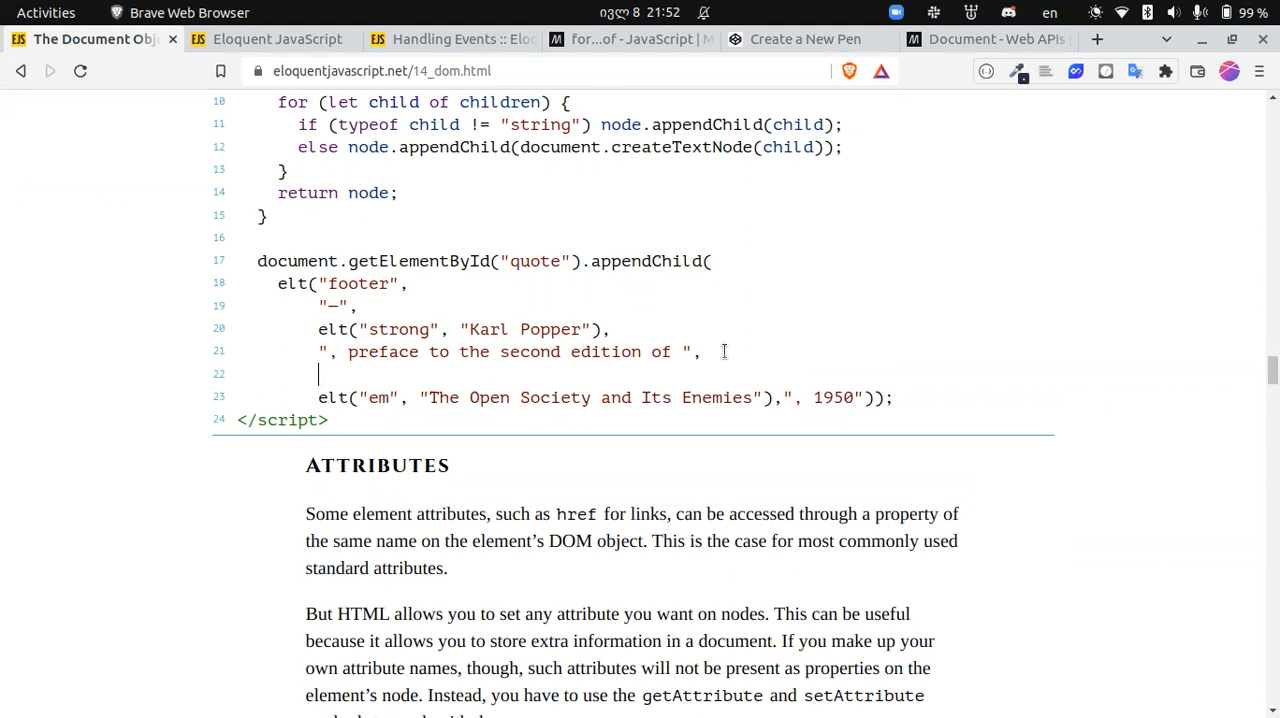 Activities
Brave Web Browser
ივლ 8 21:52
en
99 %
The Document Obj
Eloquent JavaScript
Handling Events :: Elo
for...of - JavaScript | M
Create a New Pen
Document - Web APIs |
eloquentjavascript.net/14_dom.html
10 for (let child of children) {
11 if (typeof child != "string") node.appendChild(child);
12 else node.appendChild(document.createTextNode(child));
13 }
14 return node;
15 }
16
17 document.getElementById("quote").appendChild(
18 elt("footer",
19 "—",
20 elt("strong", "Karl Popper"),
21 ", preface to the second edition of ",
22
23 elt("em", "The Open Society and Its Enemies"),", 1950"));
24 </script>
ATTRIBUTES
Some element attributes, such as href for links, can be accessed through a property of
the same name on the element’s DOM object. This is the case for most commonly used
standard attributes.
But HTML allows you to set any attribute you want on nodes. This can be useful
because it allows you to store extra information in a document. If you make up your
own attribute names, though, such attributes will not be present as properties on the
element’s node. Instead, you have to use the getAttribute and setAttribute